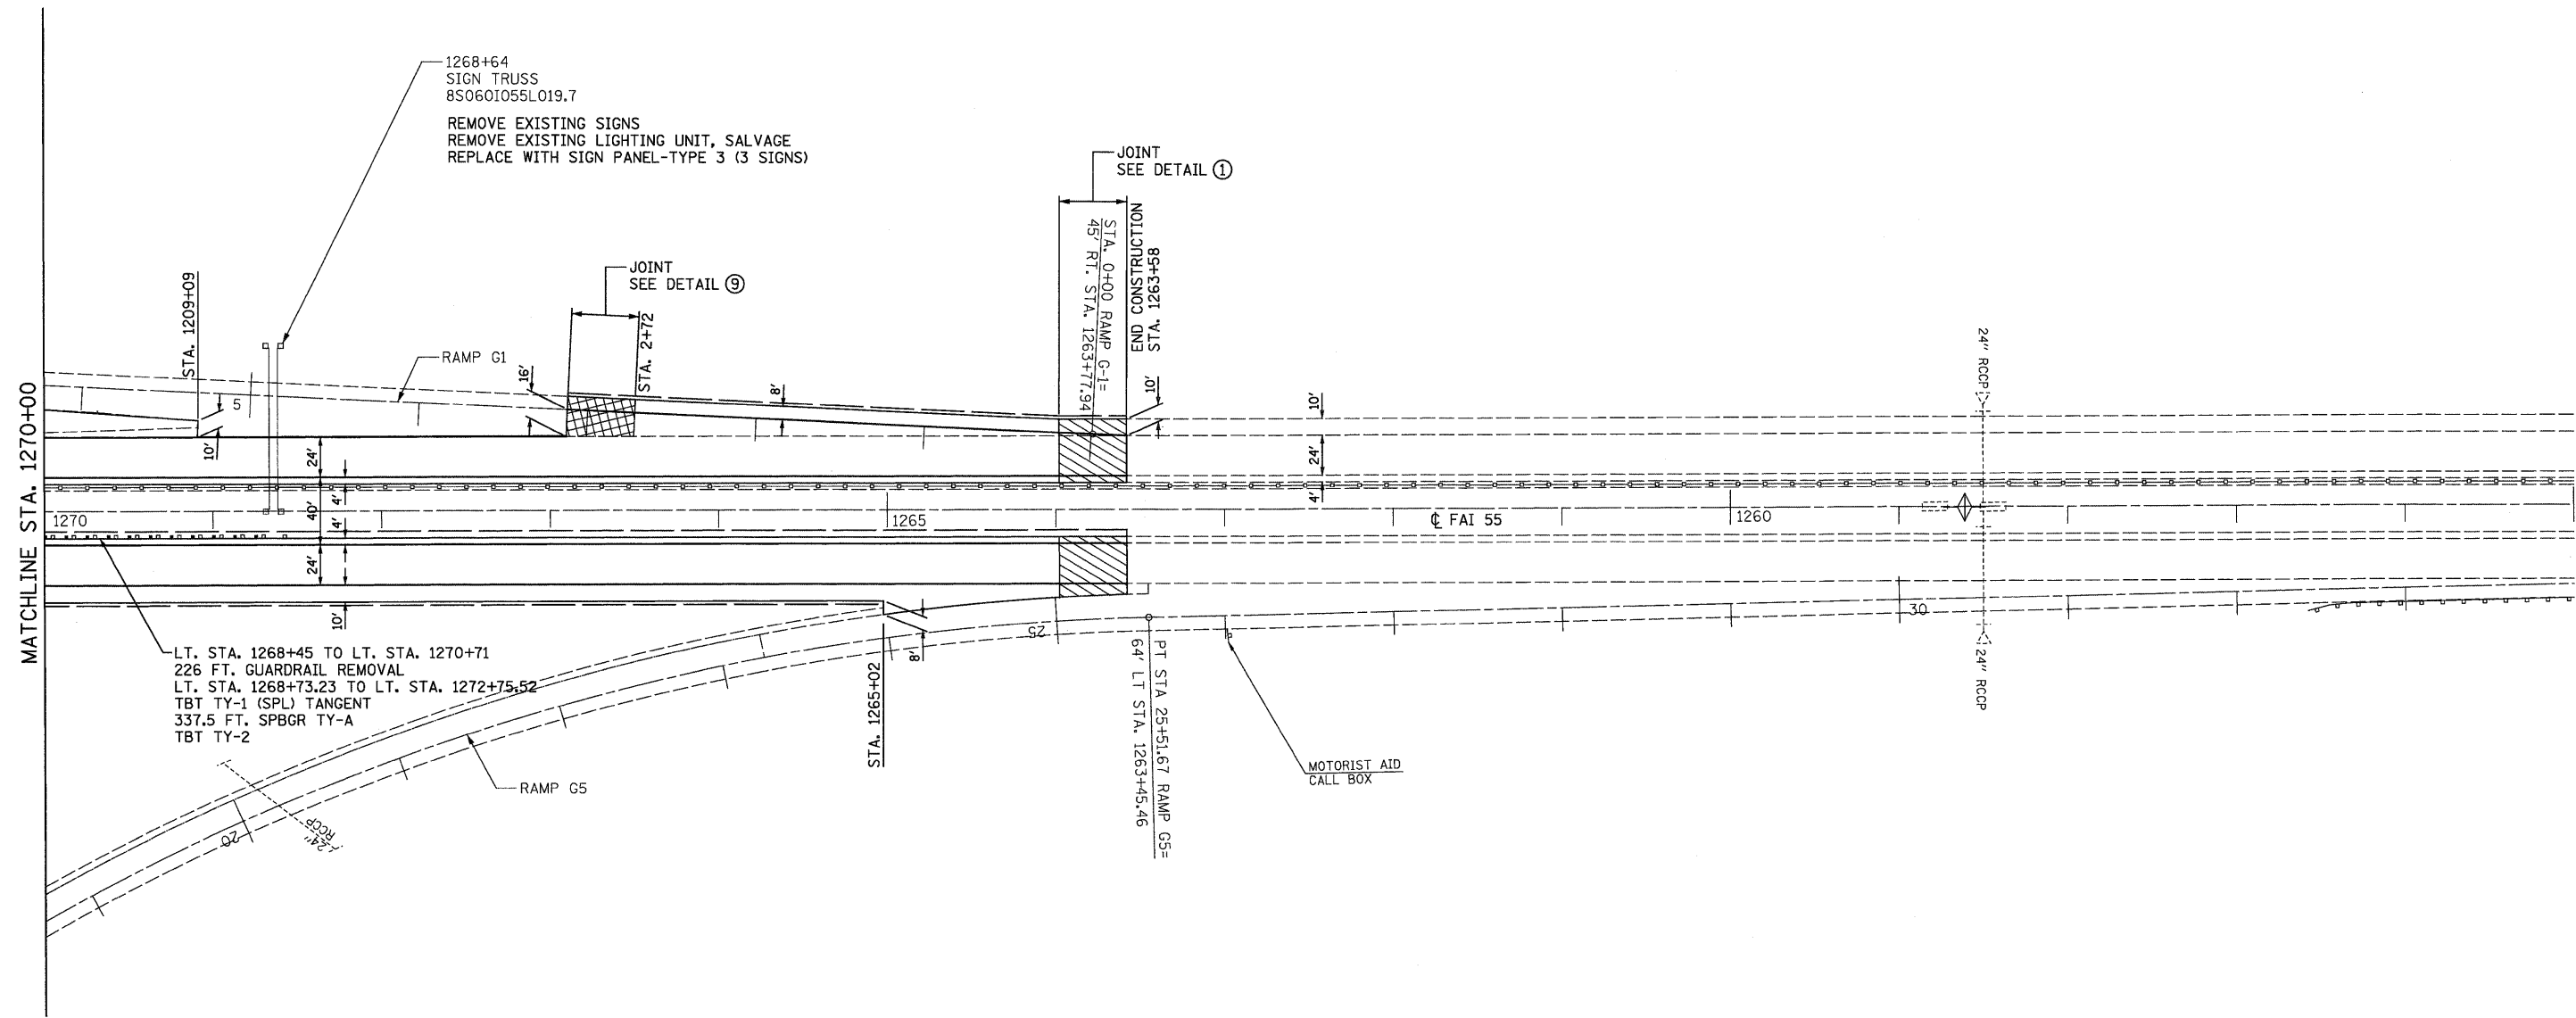 1268+64
SIGN TRUSS
8S060I055L019.7
REMOVE EXISTING SIGNS
REMOVE EXISTING LIGHTING UNIT, SALVAGE
REPLACE WITH SIGN PANEL-TYPE 3 (3 SIGNS)
JOINT
SEE DETAIL 1
STA. 0+00 RAMP G-1=
45' RT. STA. 1263+77.94
END CONSTRUCTION
STA. 1263+58
JOINT
SEE DETAIL 9
STA. 1209+09
STA. 2+72
RAMP G1
MATCHLINE STA. 1270+00
5
10'
16'
8'
10'
10'
24'
4'
40'
4'
24'
10'
24'
4'
1270
1265
℄ FAI 55
1260
24" RCCP
24" RCCP
LT. STA. 1268+45 TO LT. STA. 1270+71
226 FT. GUARDRAIL REMOVAL
LT. STA. 1268+73.23 TO LT. STA. 1272+75.52
TBT TY-1 (SPL) TANGENT
337.5 FT. SPBGR TY-A
TBT TY-2
STA. 1265+02
8'
25
30
PT STA 25+51.67 RAMP G5=
64' LT STA. 1263+45.46
MOTORIST AID
CALL BOX
RAMP G5
20
24"
RCCP